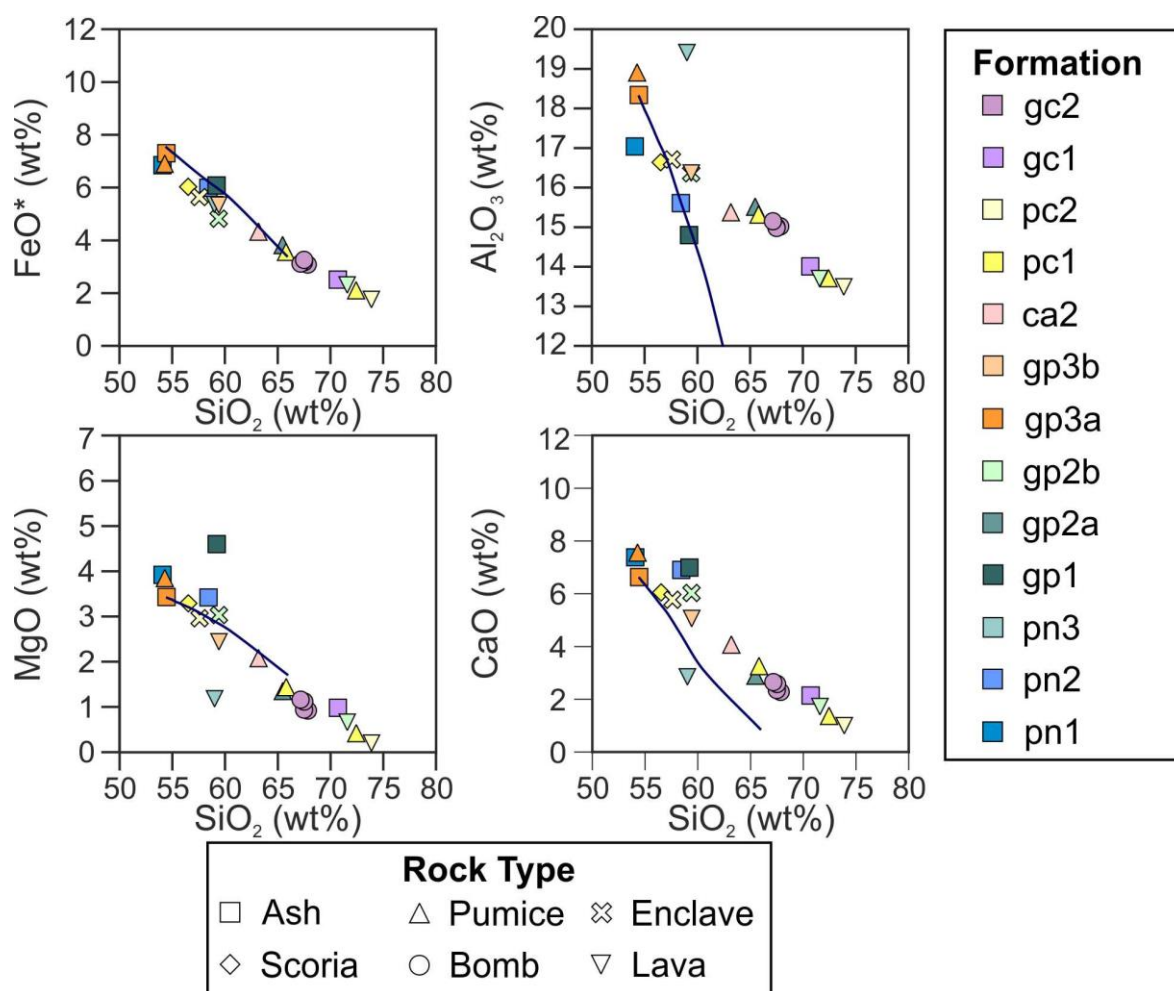 12
10
8
6
4
2
0
FeO* (wt%)
50 55 60 65 70 75 80
SiO₂ (wt%)
20
19
18
17
16
15
14
13
12
Al₂O₃ (wt%)
50 55 60 65 70 75 80
SiO₂ (wt%)
7
6
5
4
3
2
1
0
MgO (wt%)
50 55 60 65 70 75 80
SiO₂ (wt%)
12
10
8
6
4
2
0
CaO (wt%)
50 55 60 65 70 75 80
SiO₂ (wt%)
Formation
gc2
gc1
pc2
pc1
ca2
gp3b
gp3a
gp2b
gp2a
gp1
pn3
pn2
pn1
Rock Type
Ash Pumice Enclave
Scoria Bomb Lava